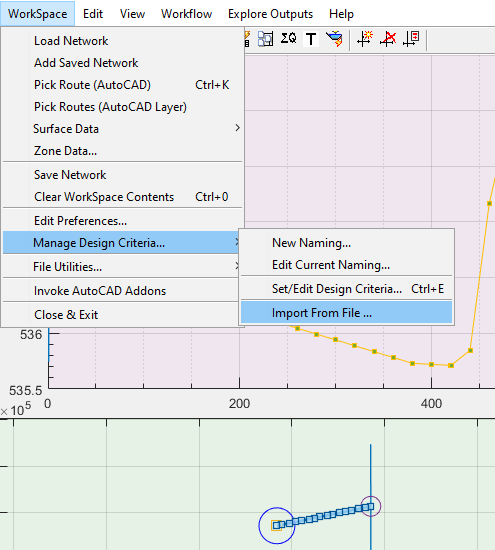 WorkSpace Edit View Workflow Explore Outputs Help
Load Network
Add Saved Network
Pick Route (AutoCAD) Ctrl+K
Pick Routes (AutoCAD Layer)
Surface Data
Zone Data...
Save Network
Clear WorkSpace Contents Ctrl+0
Edit Preferences...
Manage Design Criteria...
File Utilities...
Invoke AutoCAD Addons
Close & Exit
New Naming...
Edit Current Naming...
Set/Edit Design Criteria... Ctrl+E
Import From File ...
ΣQ T
536
535.5
0 200 400
× 10⁵